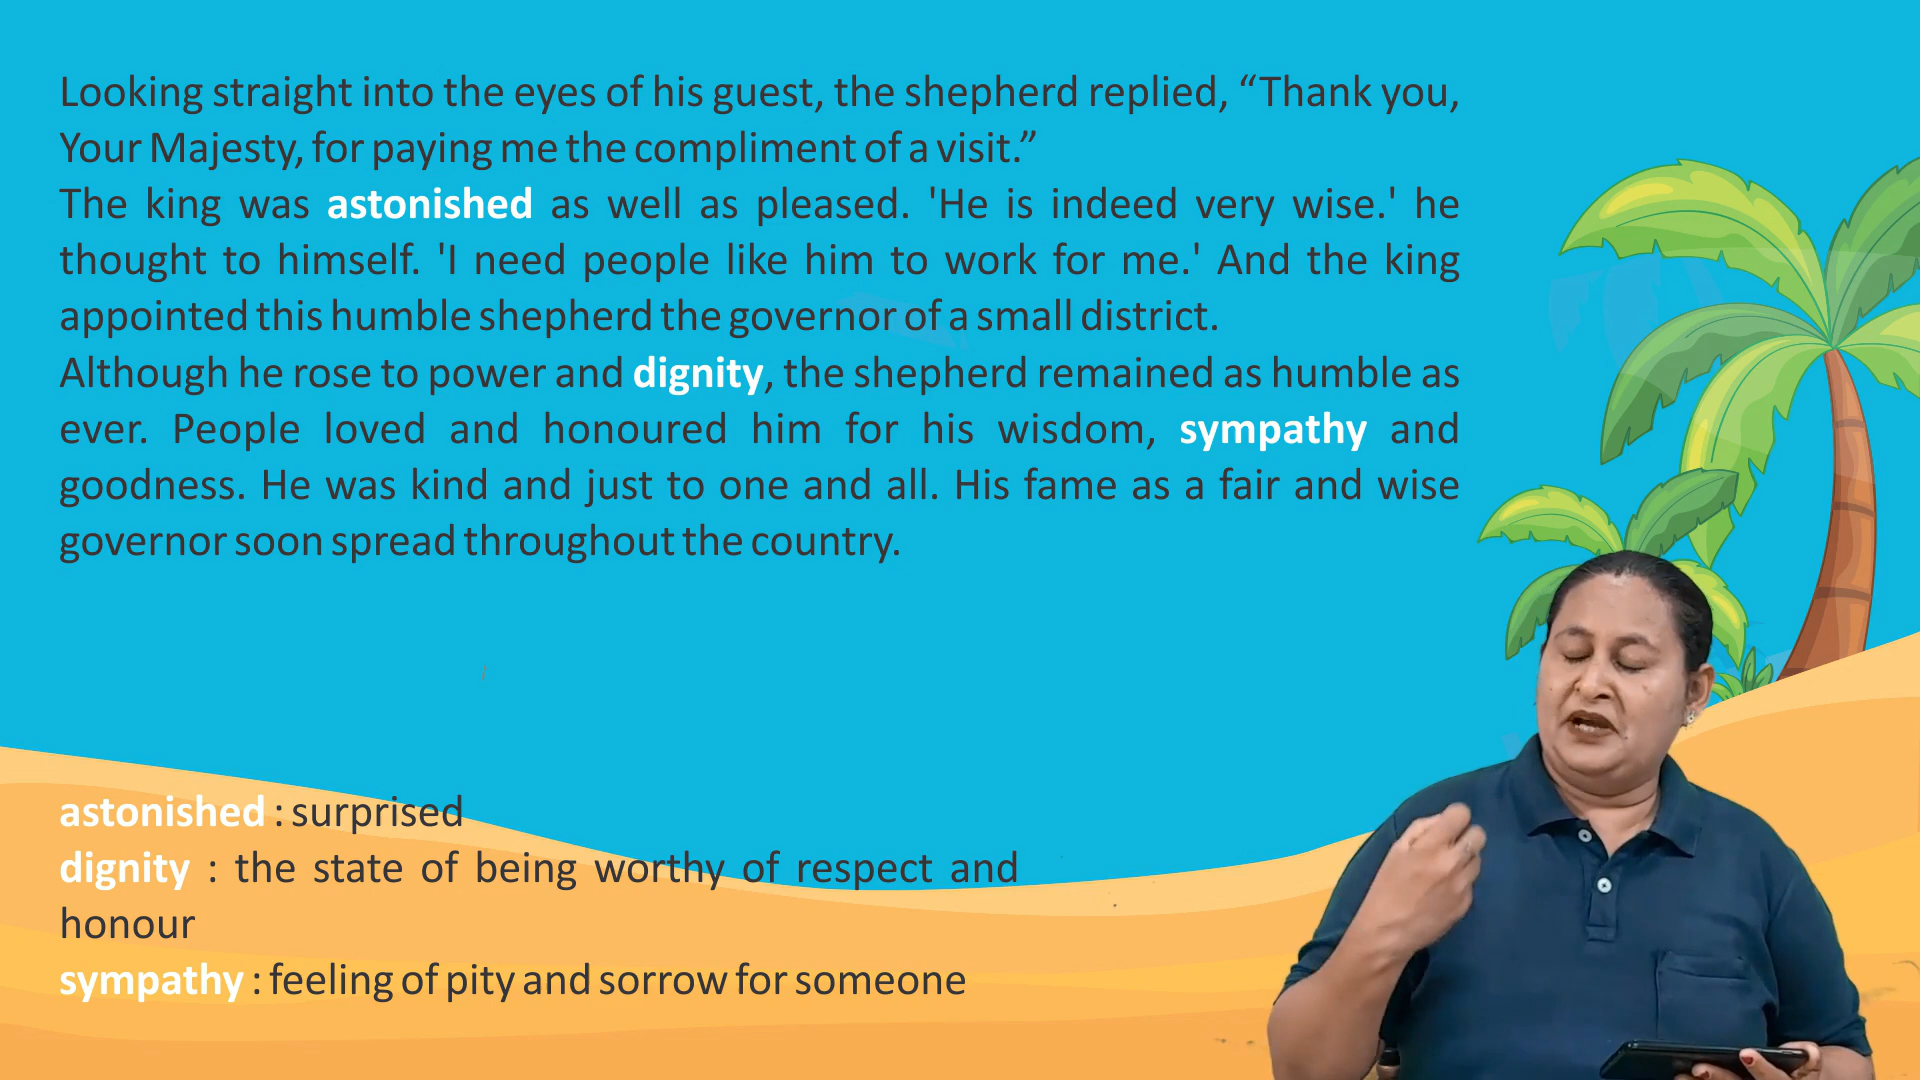 Looking straight into the eyes of his guest, the shepherd replied, “Thank you,
Your Majesty, for paying me the compliment of a visit.”
The king was astonished as well as pleased. 'He is indeed very wise.' he
thought to himself. 'I need people like him to work for me.' And the king
appointed this humble shepherd the governor of a small district.
Although he rose to power and dignity, the shepherd remained as humble as
ever. People loved and honoured him for his wisdom, sympathy and
goodness. He was kind and just to one and all. His fame as a fair and wise
governor soon spread throughout the country.
astonished : surprised
dignity : the state of being worthy of respect and
honour
sympathy : feeling of pity and sorrow for someone